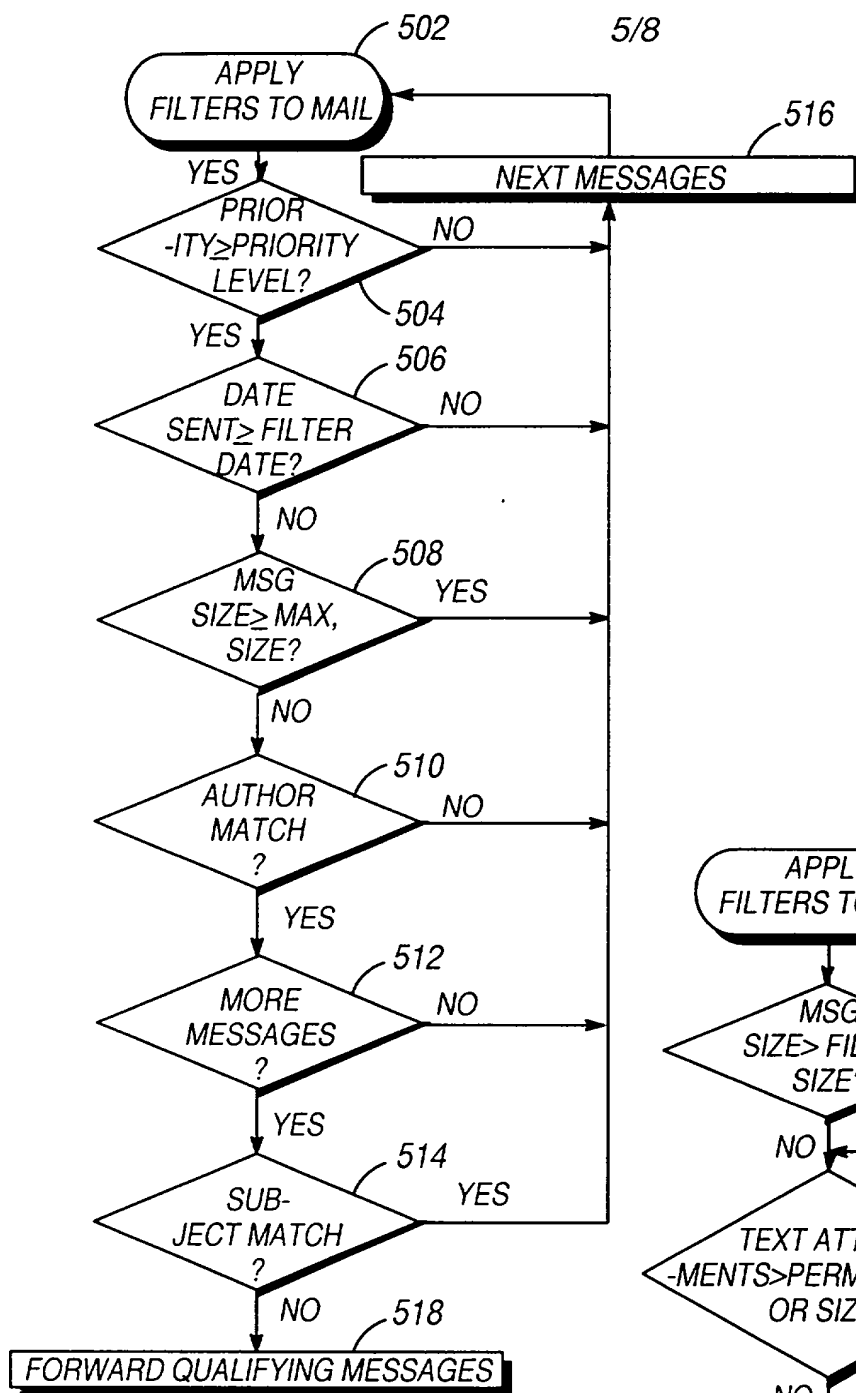 502
5/8
APPLY
FILTERS TO MAIL
516
YES
NEXT MESSAGES
PRIOR
-ITY≥PRIORITY
LEVEL?
NO
504
YES
506
DATE
SENT≥ FILTER
DATE?
NO
NO
508
MSG
SIZE≥ MAX,
SIZE?
YES
NO
510
AUTHOR
MATCH
?
NO
YES
512
MORE
MESSAGES
?
NO
YES
514
SUB-
JECT MATCH
?
YES
NO
518
FORWARD QUALIFYING MESSAGES
APPL
FILTERS TO
MSG
SIZE> FIL
SIZE?
NO
TEXT ATT
-MENTS>PERM
OR SIZ
NO